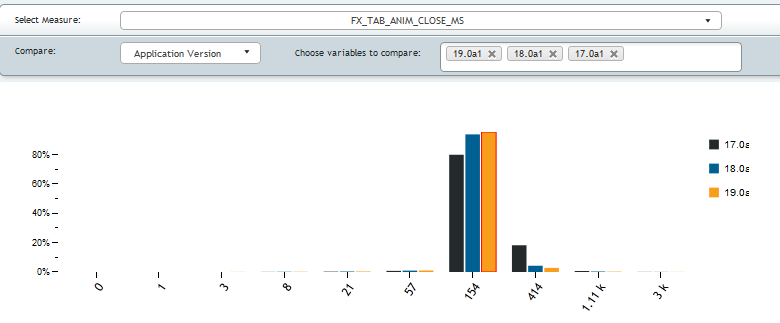 Select Measure: FX_TAB_ANIM_CLOSE_MS
Compare: Application Version Choose variables to compare: 19.0a1 18.0a1 17.0a1
17.0a
18.0a
19.0a
80%
60%
40%
20%
0%
0 1 3 8 21 57 154 414 1.11 k 3 k